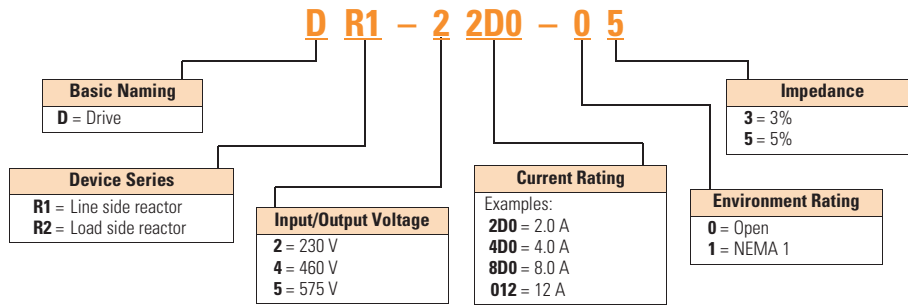 D R1 – 2 2D0 – 0 5
Basic Naming
D = Drive
Device Series
R1 = Line side reactor
R2 = Load side reactor
Input/Output Voltage
2 = 230 V
4 = 460 V
5 = 575 V
Current Rating
Examples:
2D0 = 2.0 A
4D0 = 4.0 A
8D0 = 8.0 A
012 = 12 A
Environment Rating
0 = Open
1 = NEMA 1
Impedance
3 = 3%
5 = 5%